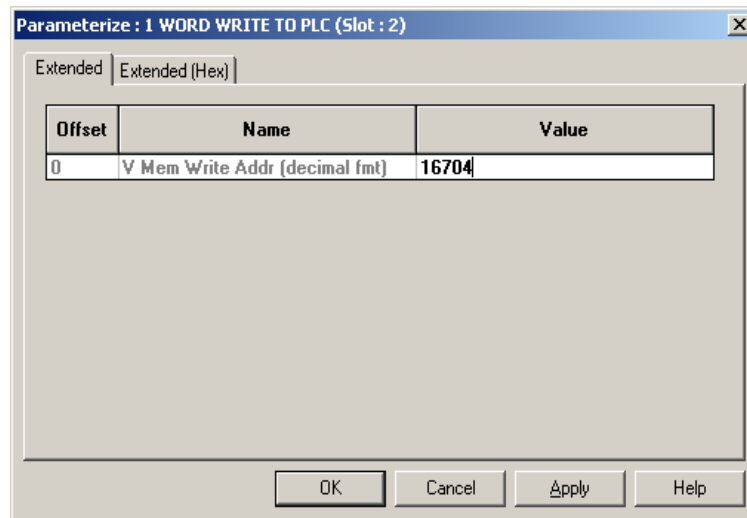 Parameterize : 1 WORD WRITE TO PLC (Slot : 2)
Extended Extended (Hex)
Offset Name Value
0 V Mem Write Addr (decimal fmt) 16704
OK Cancel Apply Help